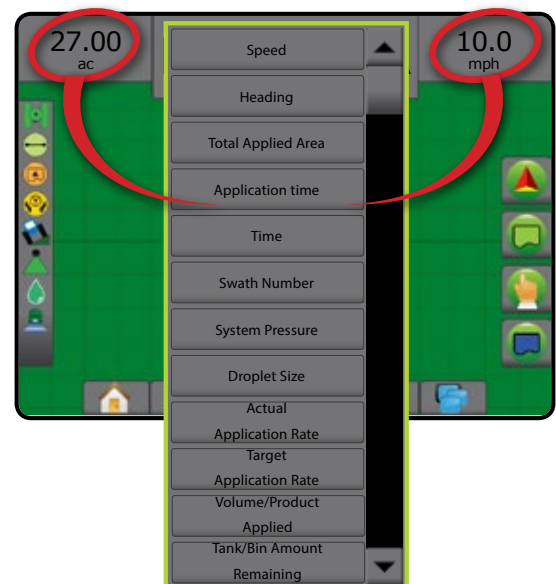 27.00
ac
10.0
mph
Speed
Heading
Total Applied Area
Application time
Time
Swath Number
System Pressure
Droplet Size
Actual
Application Rate
Target
Application Rate
Volume/Product
Applied
Tank/Bin Amount
Remaining